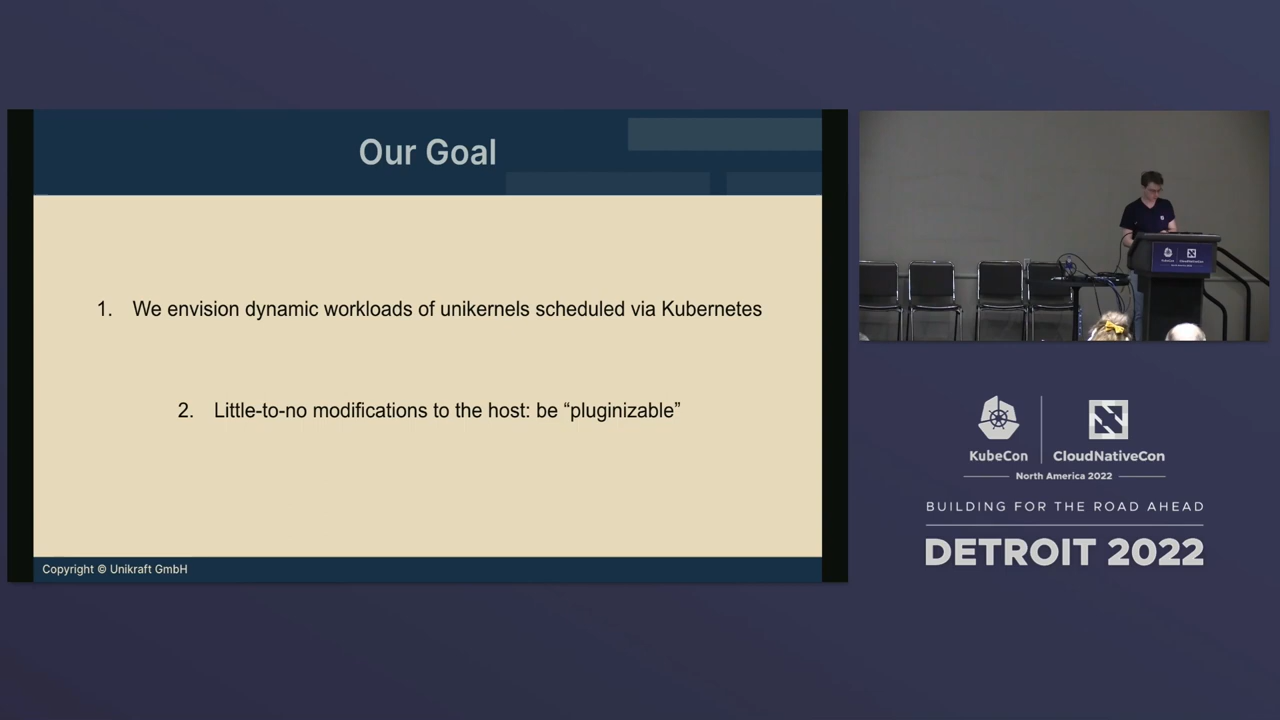 Our Goal
1. We envision dynamic workloads of unikernels scheduled via Kubernetes
2. Little-to-no modifications to the host: be “pluginizable”
Copyright © Unikraft GmbH
KubeCon
CloudNativeCon
North America 2022
BUILDING FOR THE ROAD AHEAD
DETROIT 2022